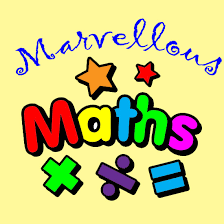 Marvellous
Maths
× ÷ =